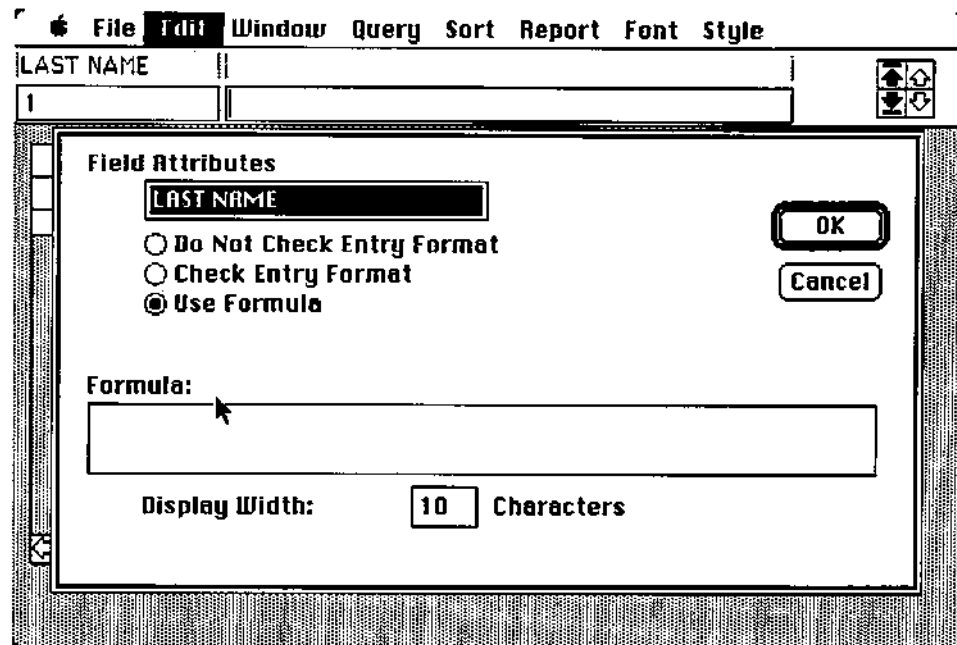 File Edit Window Query Sort Report Font Style
LAST NAME
1
Field Attributes
LAST NAME
OK
Do Not Check Entry Format
Check Entry Format
Cancel
Use Formula
Formula:
Display Width: 10 Characters